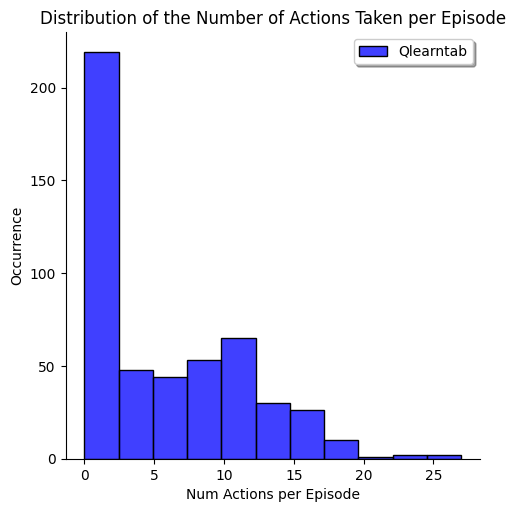 Distribution of the Number of Actions Taken per Episode
Qlearntab
Occurrence
200
150
100
50
0
0 5 10 15 20 25
Num Actions per Episode